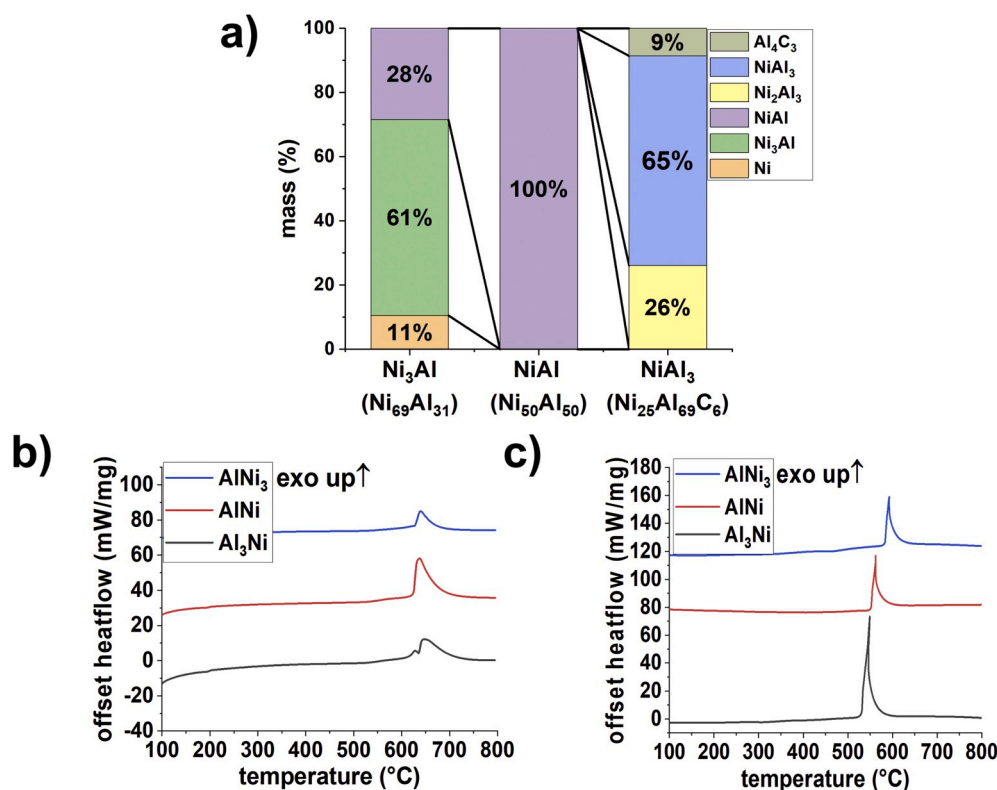 a)
mass (%)
100
80
60
40
20
0
28%
61%
11%
100%
9%
65%
26%
Al₄C₃
NiAl₃
Ni₂Al₃
NiAl
Ni₃Al
Ni
Ni₃Al
(Ni₆₉Al₃₁)
NiAl
(Ni₅₀Al₅₀)
NiAl₃
(Ni₂₅Al₆₉C₆)
b)
offset heatflow (mW/mg)
100
80
60
40
20
0
-20
-40
AlNi₃
AlNi
Al₃Ni
exo up↑
100 200 300 400 500 600 700 800
temperature (°C)
c)
offset heatflow (mW/mg)
180
160
140
120
100
80
60
40
20
0
AlNi₃
AlNi
Al₃Ni
exo up↑
100 200 300 400 500 600 700 800
temperature (°C)